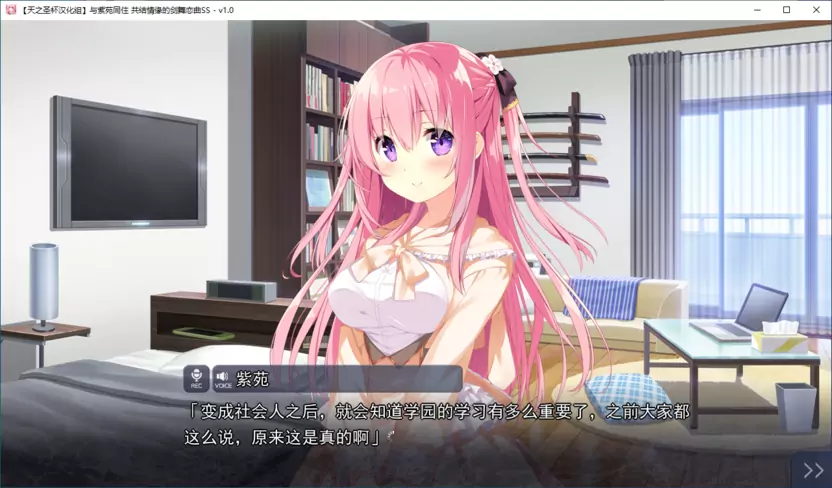 【天之圣杯汉化组】与紫苑同住 共结情缘的剑舞恋曲SS - v1.0
REC
VOICE
紫苑
「变成社会人之后，就会知道学园的学习有多么重要了，之前大家都
这么说，原来这是真的啊」